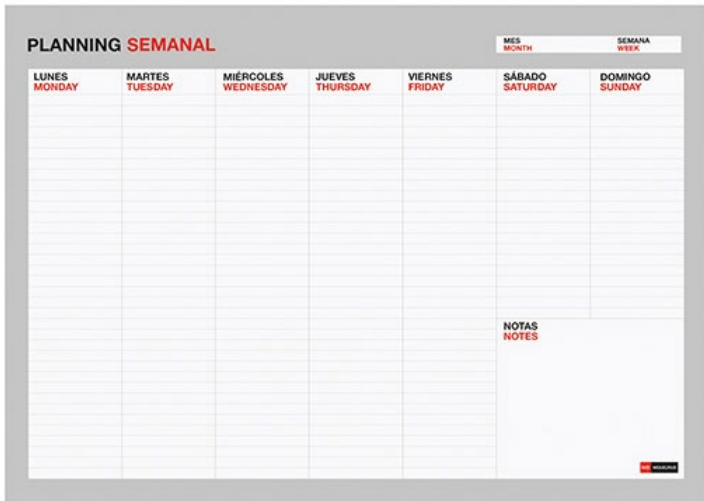 PLANNING SEMANAL
MES SEMANA
MONTH WEEK
LUNES MARTES MIÉRCOLES JUEVES VIERNES SÁBADO DOMINGO
MONDAY TUESDAY WEDNESDAY THURSDAY FRIDAY SATURDAY SUNDAY
NOTAS
NOTES